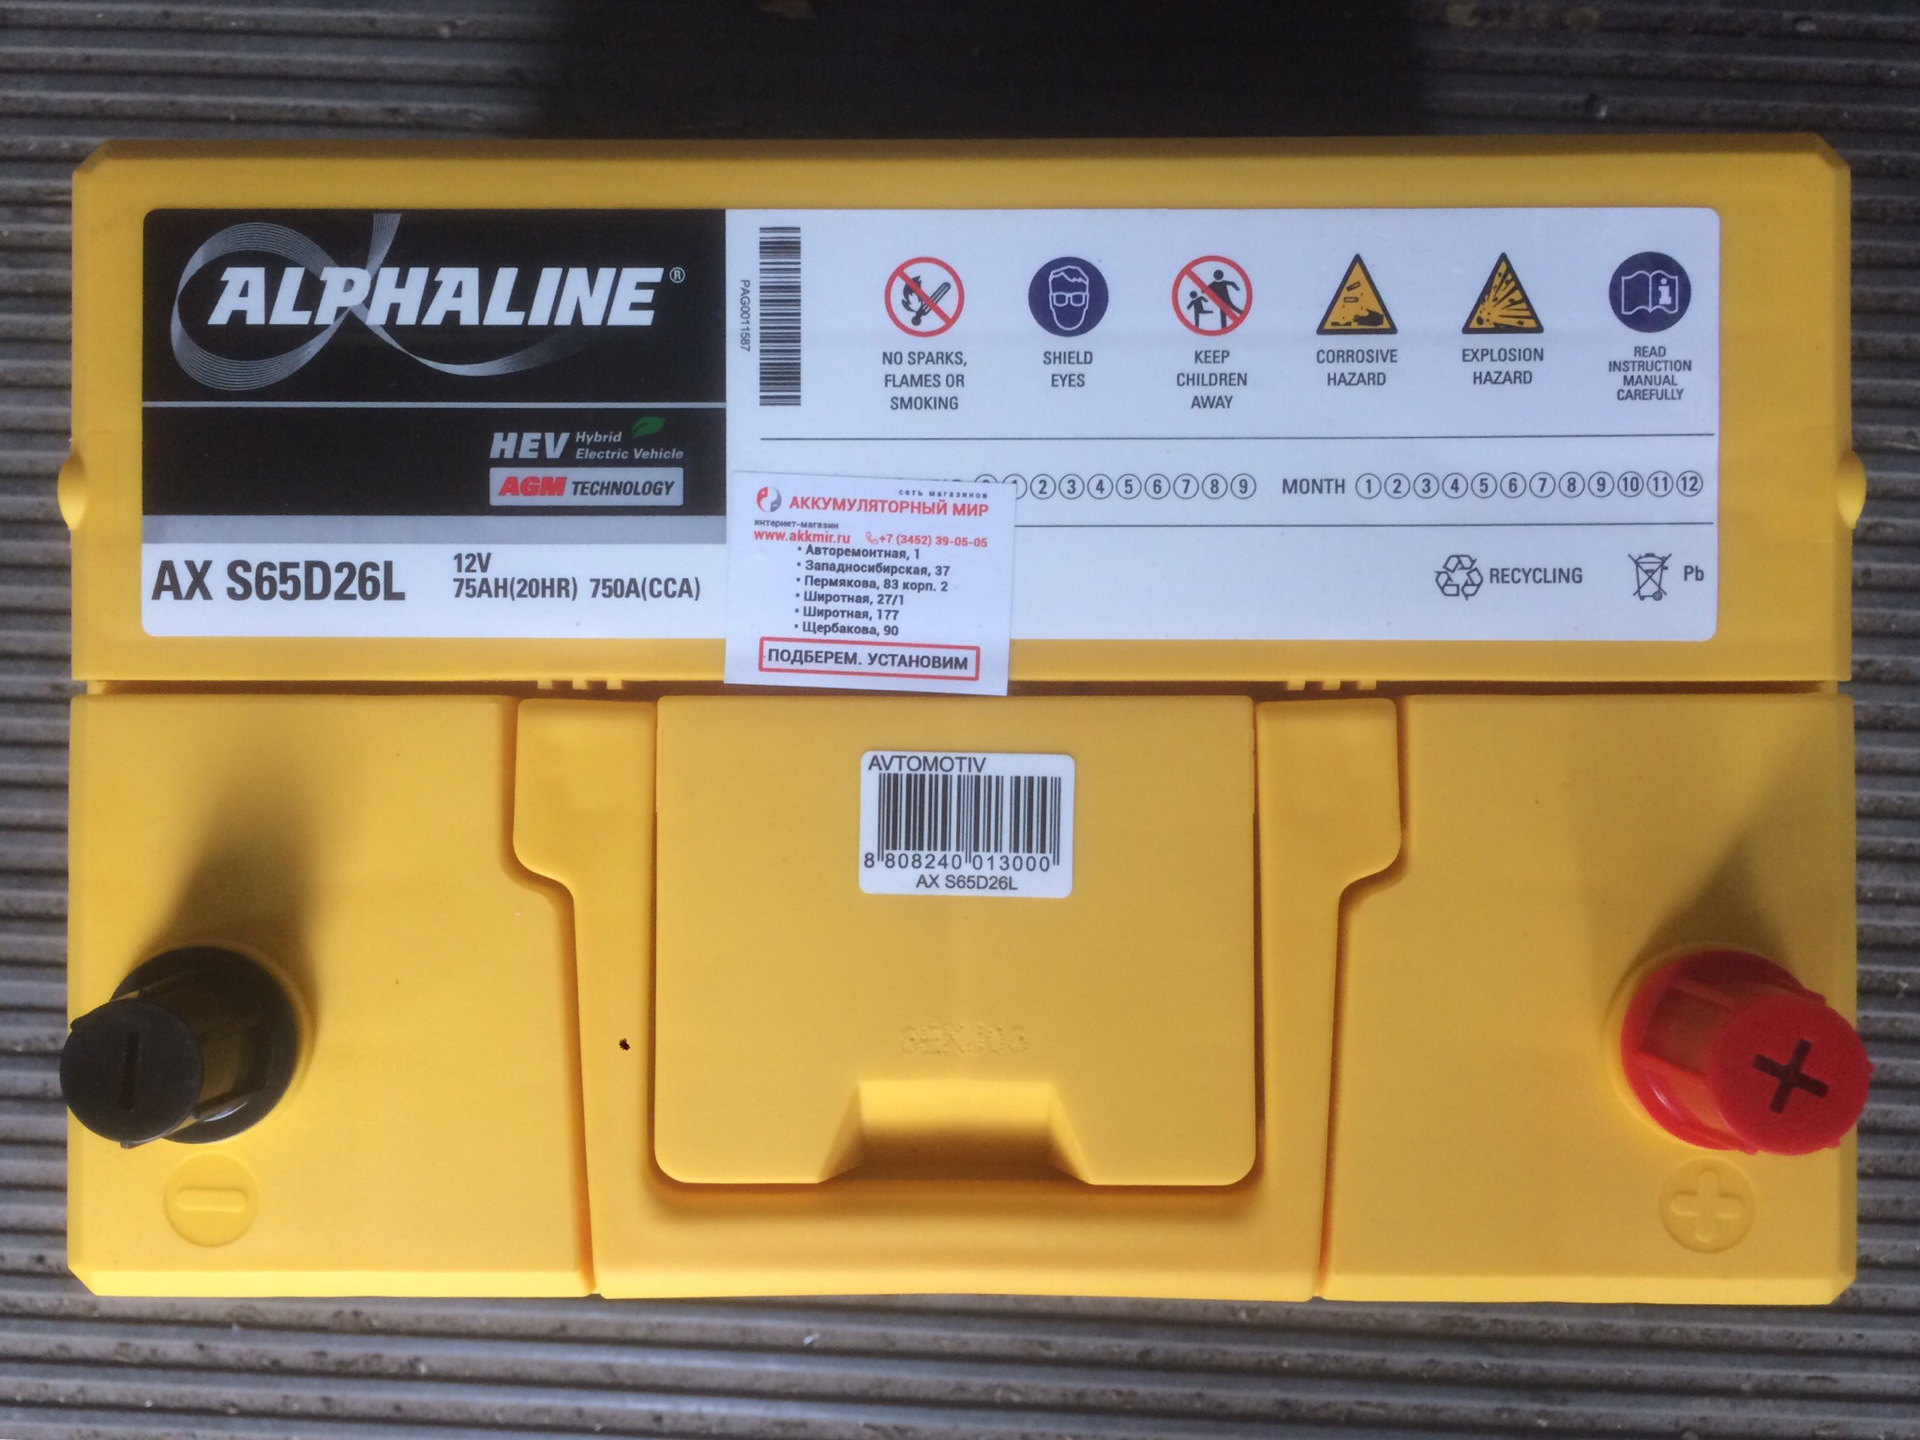 ALPHALINE®
HEV Hybrid Electric Vehicle
AGM TECHNOLOGY
AX S65D26L
12V
75AH(20HR) 750A(CCA)
PAG0011587
NO SPARKS,
FLAMES OR
SMOKING
SHIELD
EYES
KEEP
CHILDREN
AWAY
CORROSIVE
HAZARD
EXPLOSION
HAZARD
READ
INSTRUCTION
MANUAL
CAREFULLY
1 2 3 4 5 6 7 8 9 MONTH 1 2 3 4 5 6 7 8 9 10 11 12
RECYCLING Pb
сеть магазинов
АККУМУЛЯТОРНЫЙ МИР
интернет-магазин
www.akkmir.ru +7 (3452) 39-05-05
• Авторемонтная, 1
• Западносибирская, 37
• Пермякова, 83 корп. 2
• Широтная, 27/1
• Широтная, 177
• Щербакова, 90
ПОДБЕРЕМ. УСТАНОВИМ
AVTOMOTIV
8 808240 013000
AX S65D26L